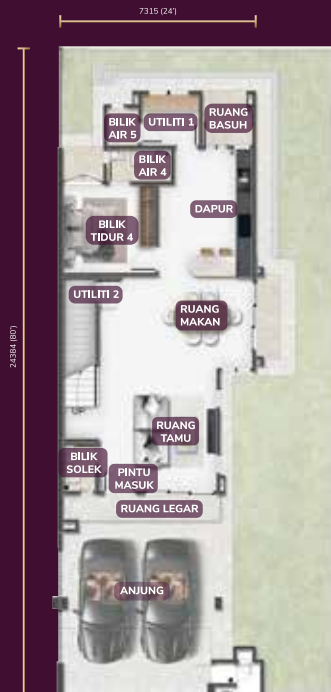 7315 (24')
BILIK
AIR 5
UTILITI 1
RUANG
BASUH
BILIK
AIR 4
DAPUR
BILIK
TIDUR 4
UTILITI 2
RUANG
MAKAN
24384 (80')
RUANG
TAMU
BILIK
SOLEK
PINTU
MASUK
RUANG LEGAR
ANJUNG